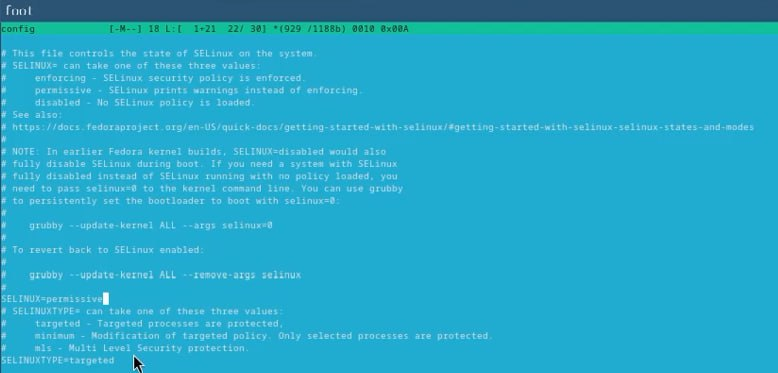 foot
config [-M--] 18 L:[ 1+21 22/ 30] *(929 /1188b) 0010 0x00A
# This file controls the state of SELinux on the system.
# SELINUX= can take one of these three values:
# enforcing - SELinux security policy is enforced.
# permissive - SELinux prints warnings instead of enforcing.
# disabled - No SELinux policy is loaded.
# See also:
# https://docs.fedoraproject.org/en-US/quick-docs/getting-started-with-selinux/#getting-started-with-selinux-selinux-states-and-modes
#
# NOTE: In earlier Fedora kernel builds, SELINUX=disabled would also
# fully disable SELinux during boot. If you need a system with SELinux
# fully disabled instead of SELinux running with no policy loaded, you
# need to pass selinux=0 to the kernel command line. You can use grubby
# to persistently set the bootloader to boot with selinux=0:
#
# grubby --update-kernel ALL --args selinux=0
#
# To revert back to SELinux enabled:
#
# grubby --update-kernel ALL --remove-args selinux
#
SELINUX=permissive
# SELINUXTYPE= can take one of these three values:
# targeted - Targeted processes are protected,
# minimum - Modification of targeted policy. Only selected processes are protected.
# mls - Multi Level Security protection.
SELINUXTYPE=targeted